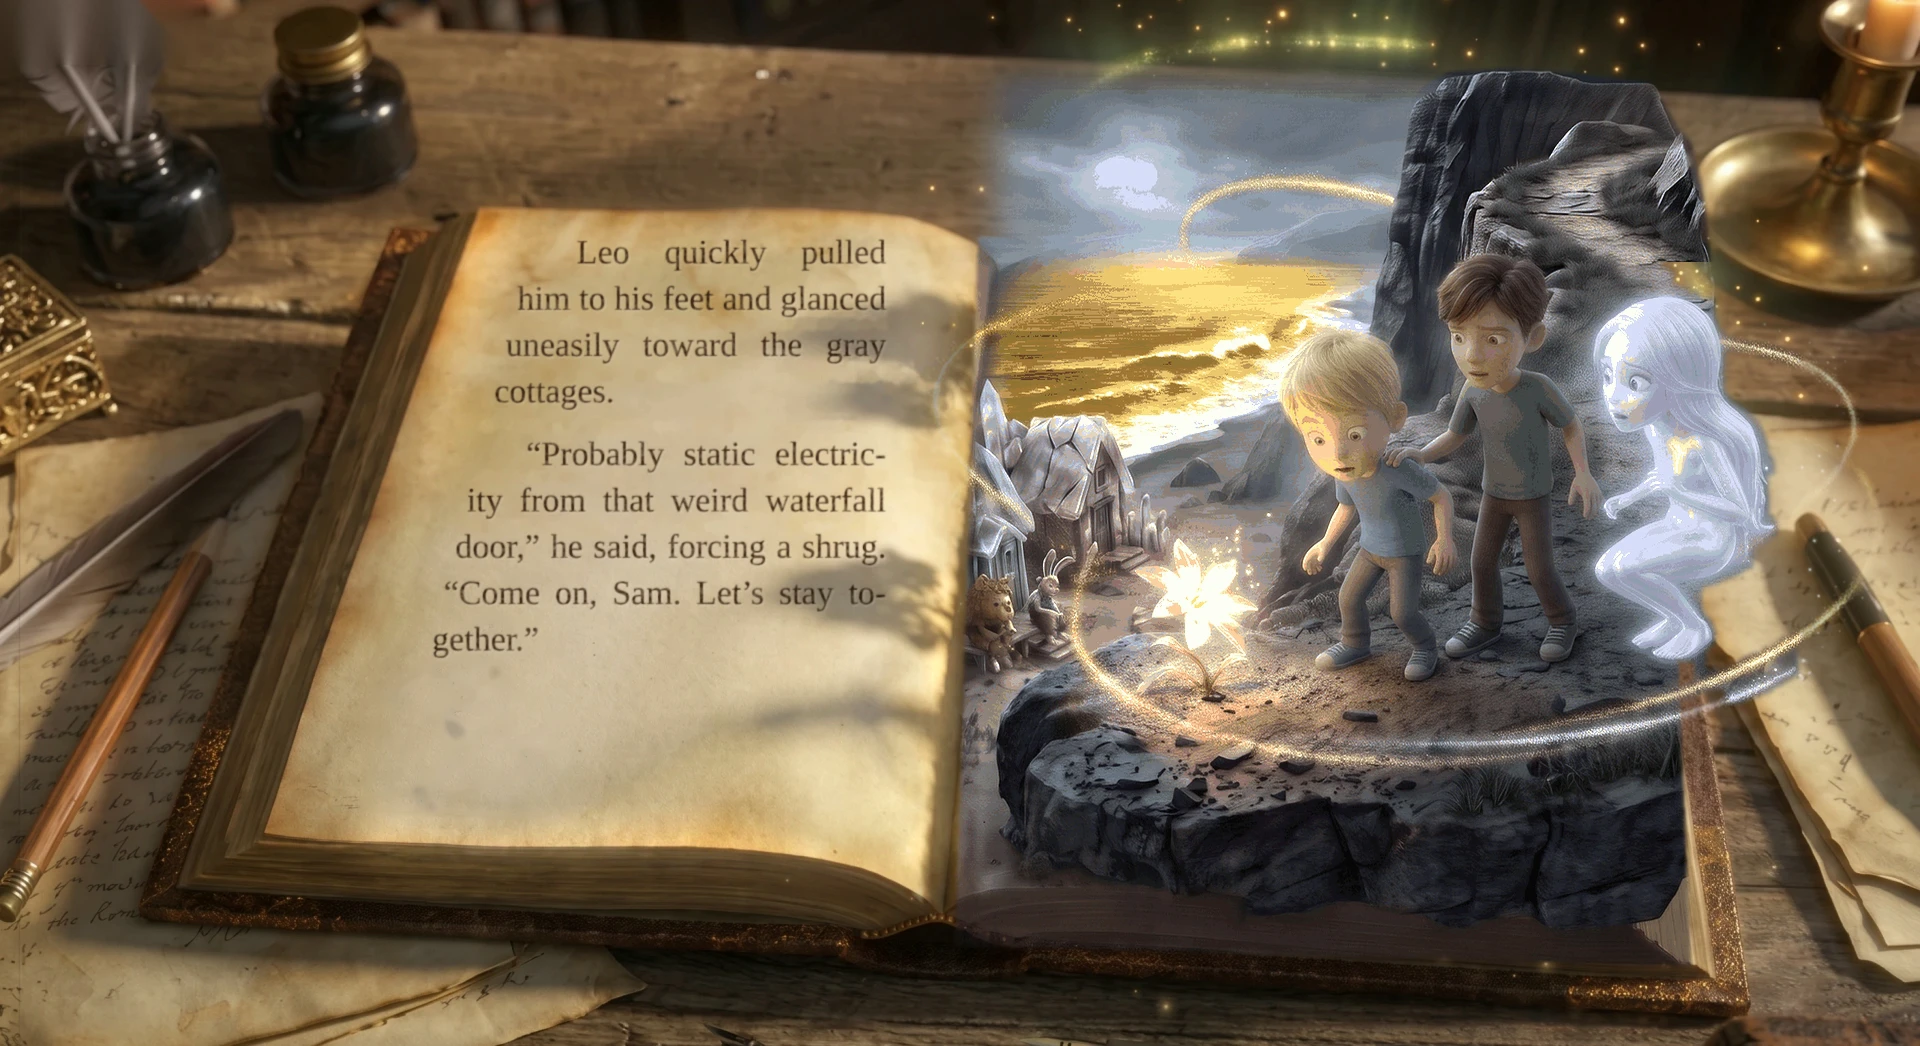 Leo quickly pulled
him to his feet and glanced
uneasily toward the gray
cottages.
“Probably static electric-
ity from that weird waterfall
door,” he said, forcing a shrug.
“Come on, Sam. Let’s stay to-
gether.”